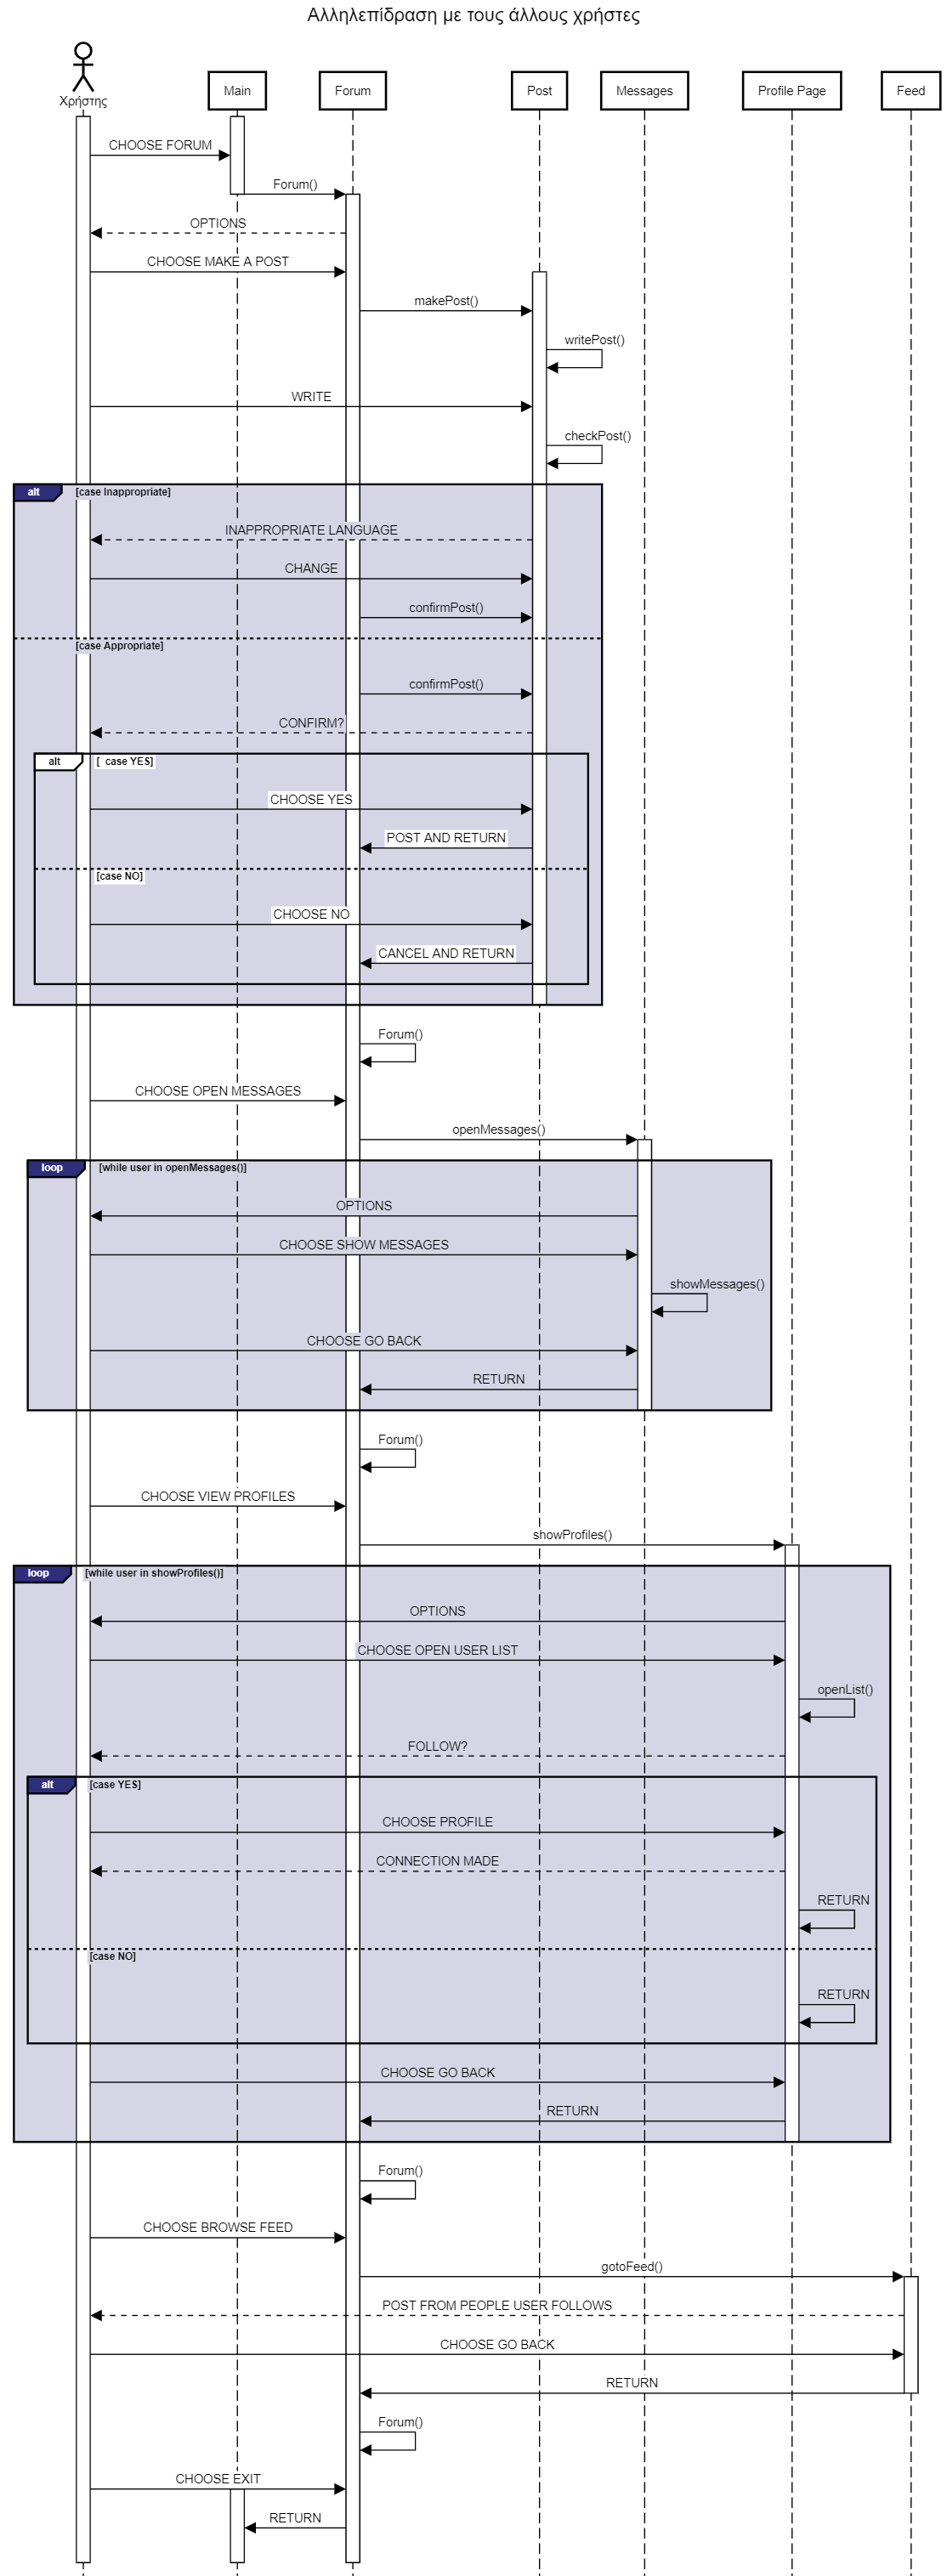 Αλληλεπίδραση με τους άλλους χρήστες
Χρήστης
Main
Forum
Post
Messages
Profile Page
Feed
CHOOSE FORUM
Forum()
OPTIONS
CHOOSE MAKE A POST
makePost()
writePost()
WRITE
checkPost()
alt [case Inappropriate]
INAPPROPRIATE LANGUAGE
CHANGE
confirmPost()
[case Appropriate]
confirmPost()
CONFIRM?
alt [ case YES]
CHOOSE YES
POST AND RETURN
[case NO]
CHOOSE NO
CANCEL AND RETURN
Forum()
CHOOSE OPEN MESSAGES
openMessages()
loop [while user in openMessages()]
OPTIONS
CHOOSE SHOW MESSAGES
showMessages()
CHOOSE GO BACK
RETURN
Forum()
CHOOSE VIEW PROFILES
showProfiles()
loop [while user in showProfiles()]
OPTIONS
CHOOSE OPEN USER LIST
openList()
FOLLOW?
alt [case YES]
CHOOSE PROFILE
CONNECTION MADE
RETURN
[case NO]
RETURN
CHOOSE GO BACK
RETURN
Forum()
CHOOSE BROWSE FEED
gotoFeed()
POST FROM PEOPLE USER FOLLOWS
CHOOSE GO BACK
RETURN
Forum()
CHOOSE EXIT
RETURN